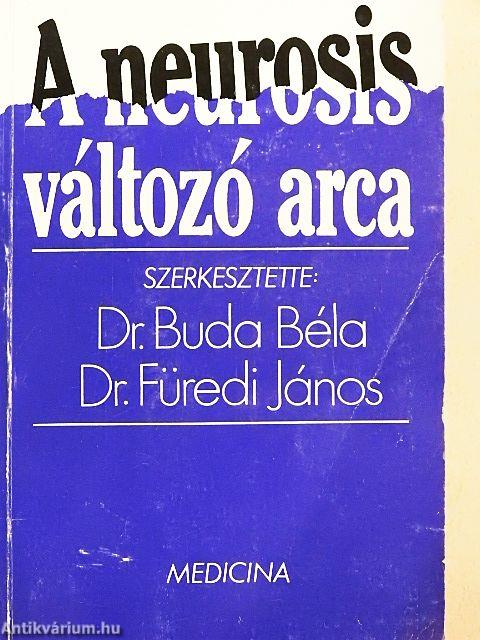 A neurosis
változó arca
SZERKESZTETTE:
Dr. Buda Béla
Dr. Füredi János
MEDICINA
Antikvárium.hu